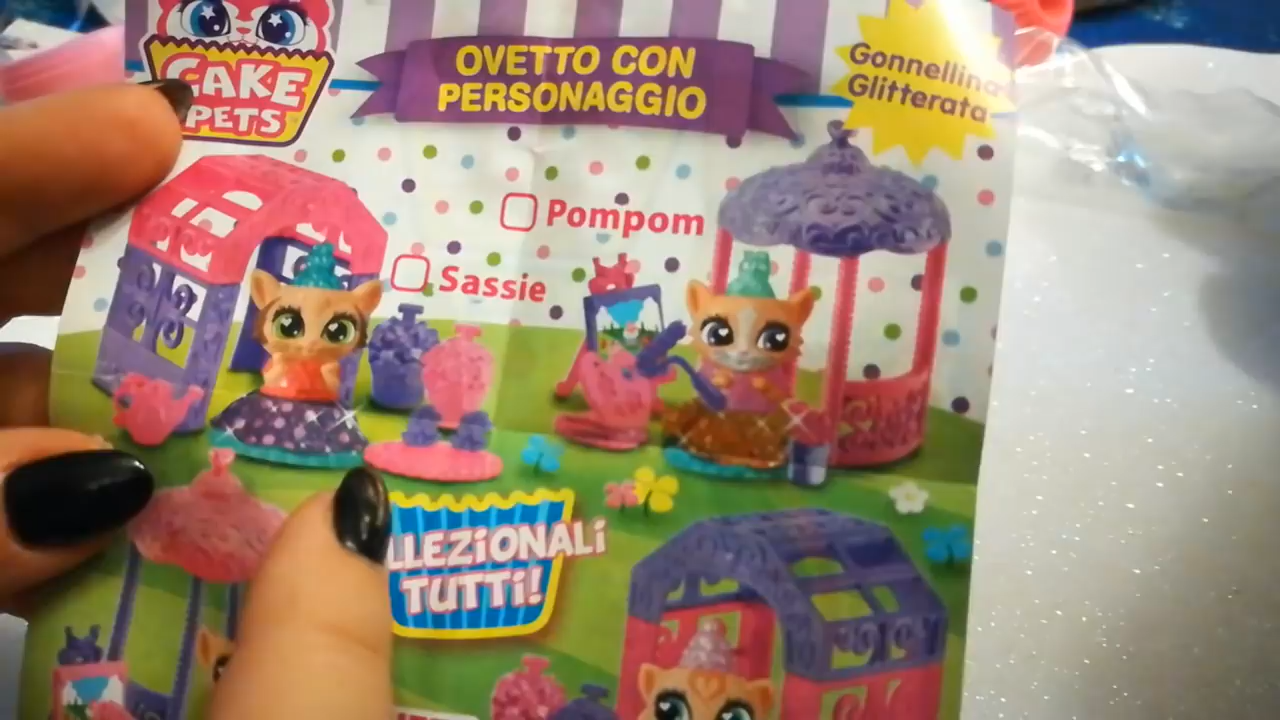 CAKE
PETS
OVETTO CON
PERSONAGGIO
Gonnellina
Glitterata
Pompom
Sassie
LLEZiONALi
TUTTi!